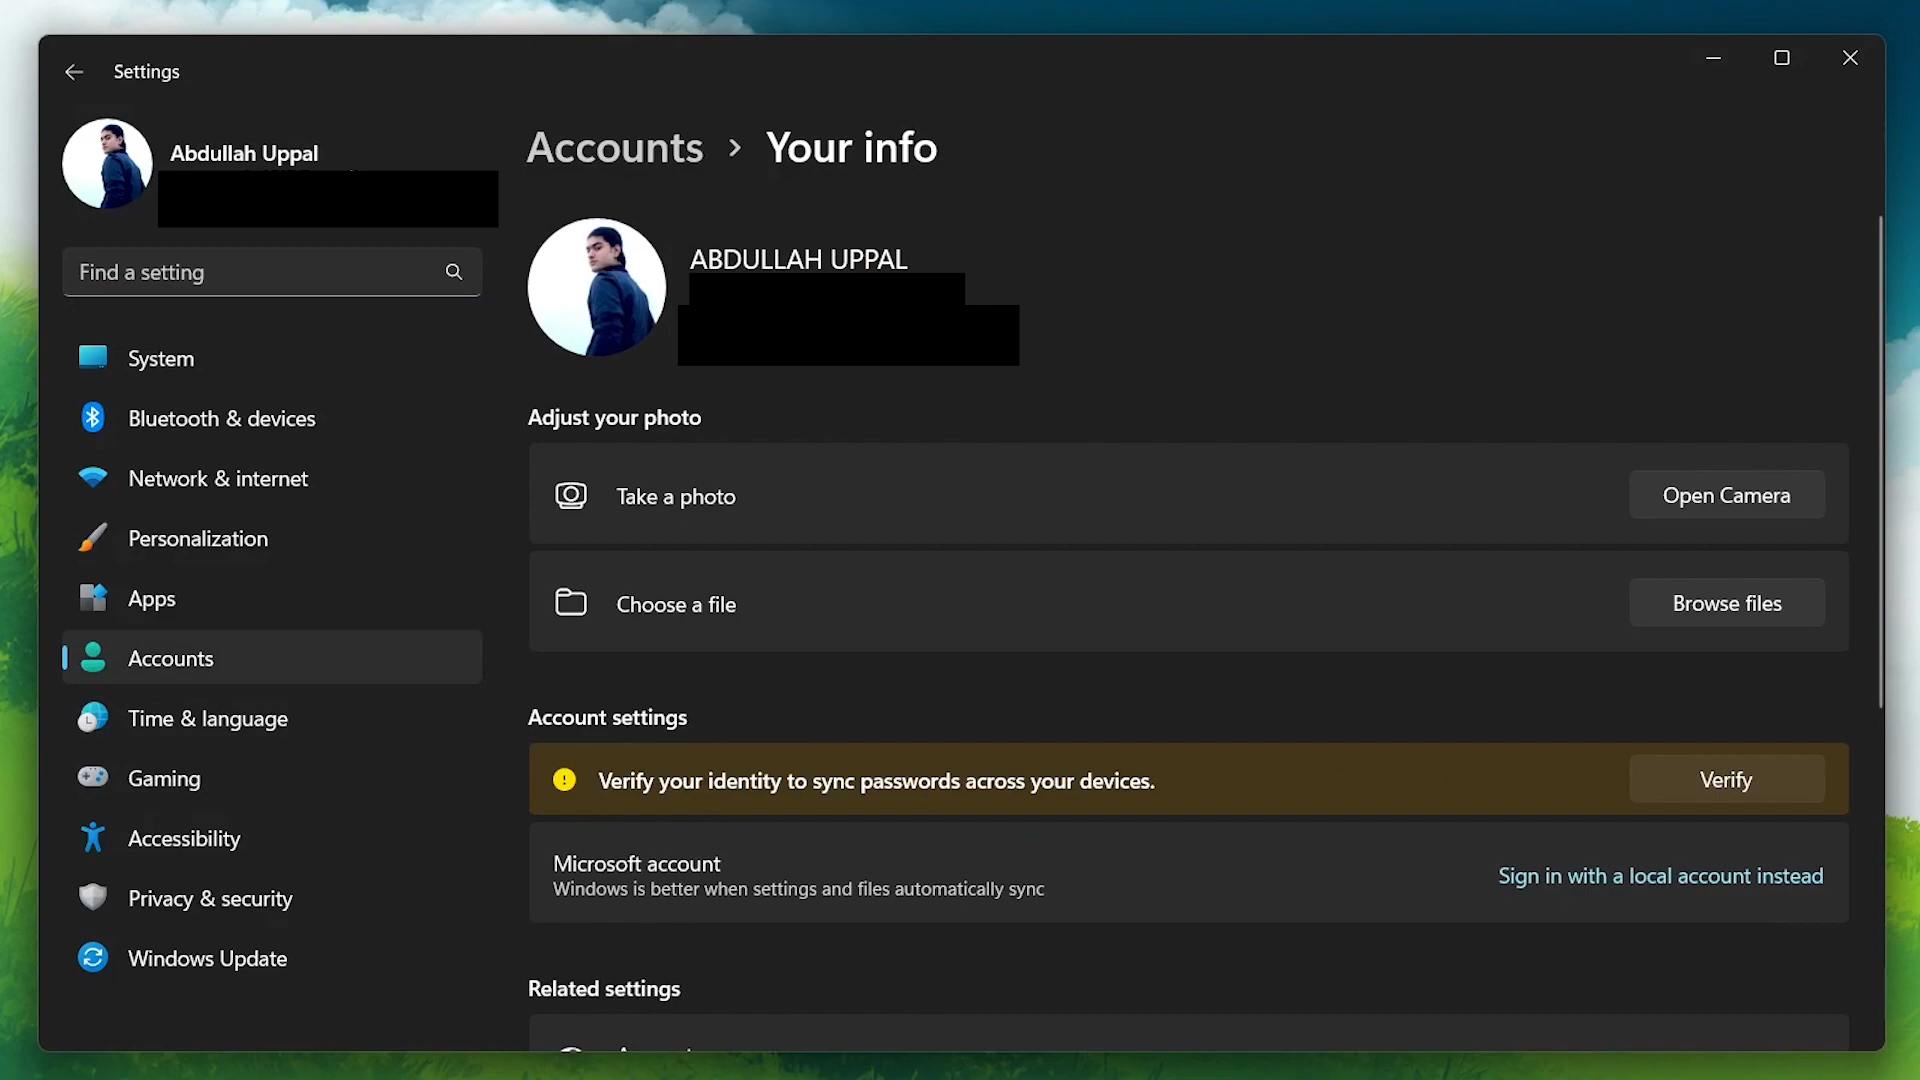 Settings
Abdullah Uppal
Find a setting
System
Bluetooth & devices
Network & internet
Personalization
Apps
Accounts
Time & language
Gaming
Accessibility
Privacy & security
Windows Update
Accounts > Your info
ABDULLAH UPPAL
Adjust your photo
Take a photo
Open Camera
Choose a file
Browse files
Account settings
Verify your identity to sync passwords across your devices.
Verify
Microsoft account
Windows is better when settings and files automatically sync
Sign in with a local account instead
Related settings